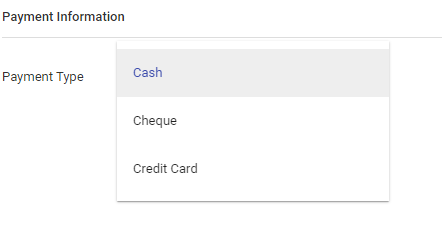 Payment Information
Cash
Payment Type
Cheque
Credit Card